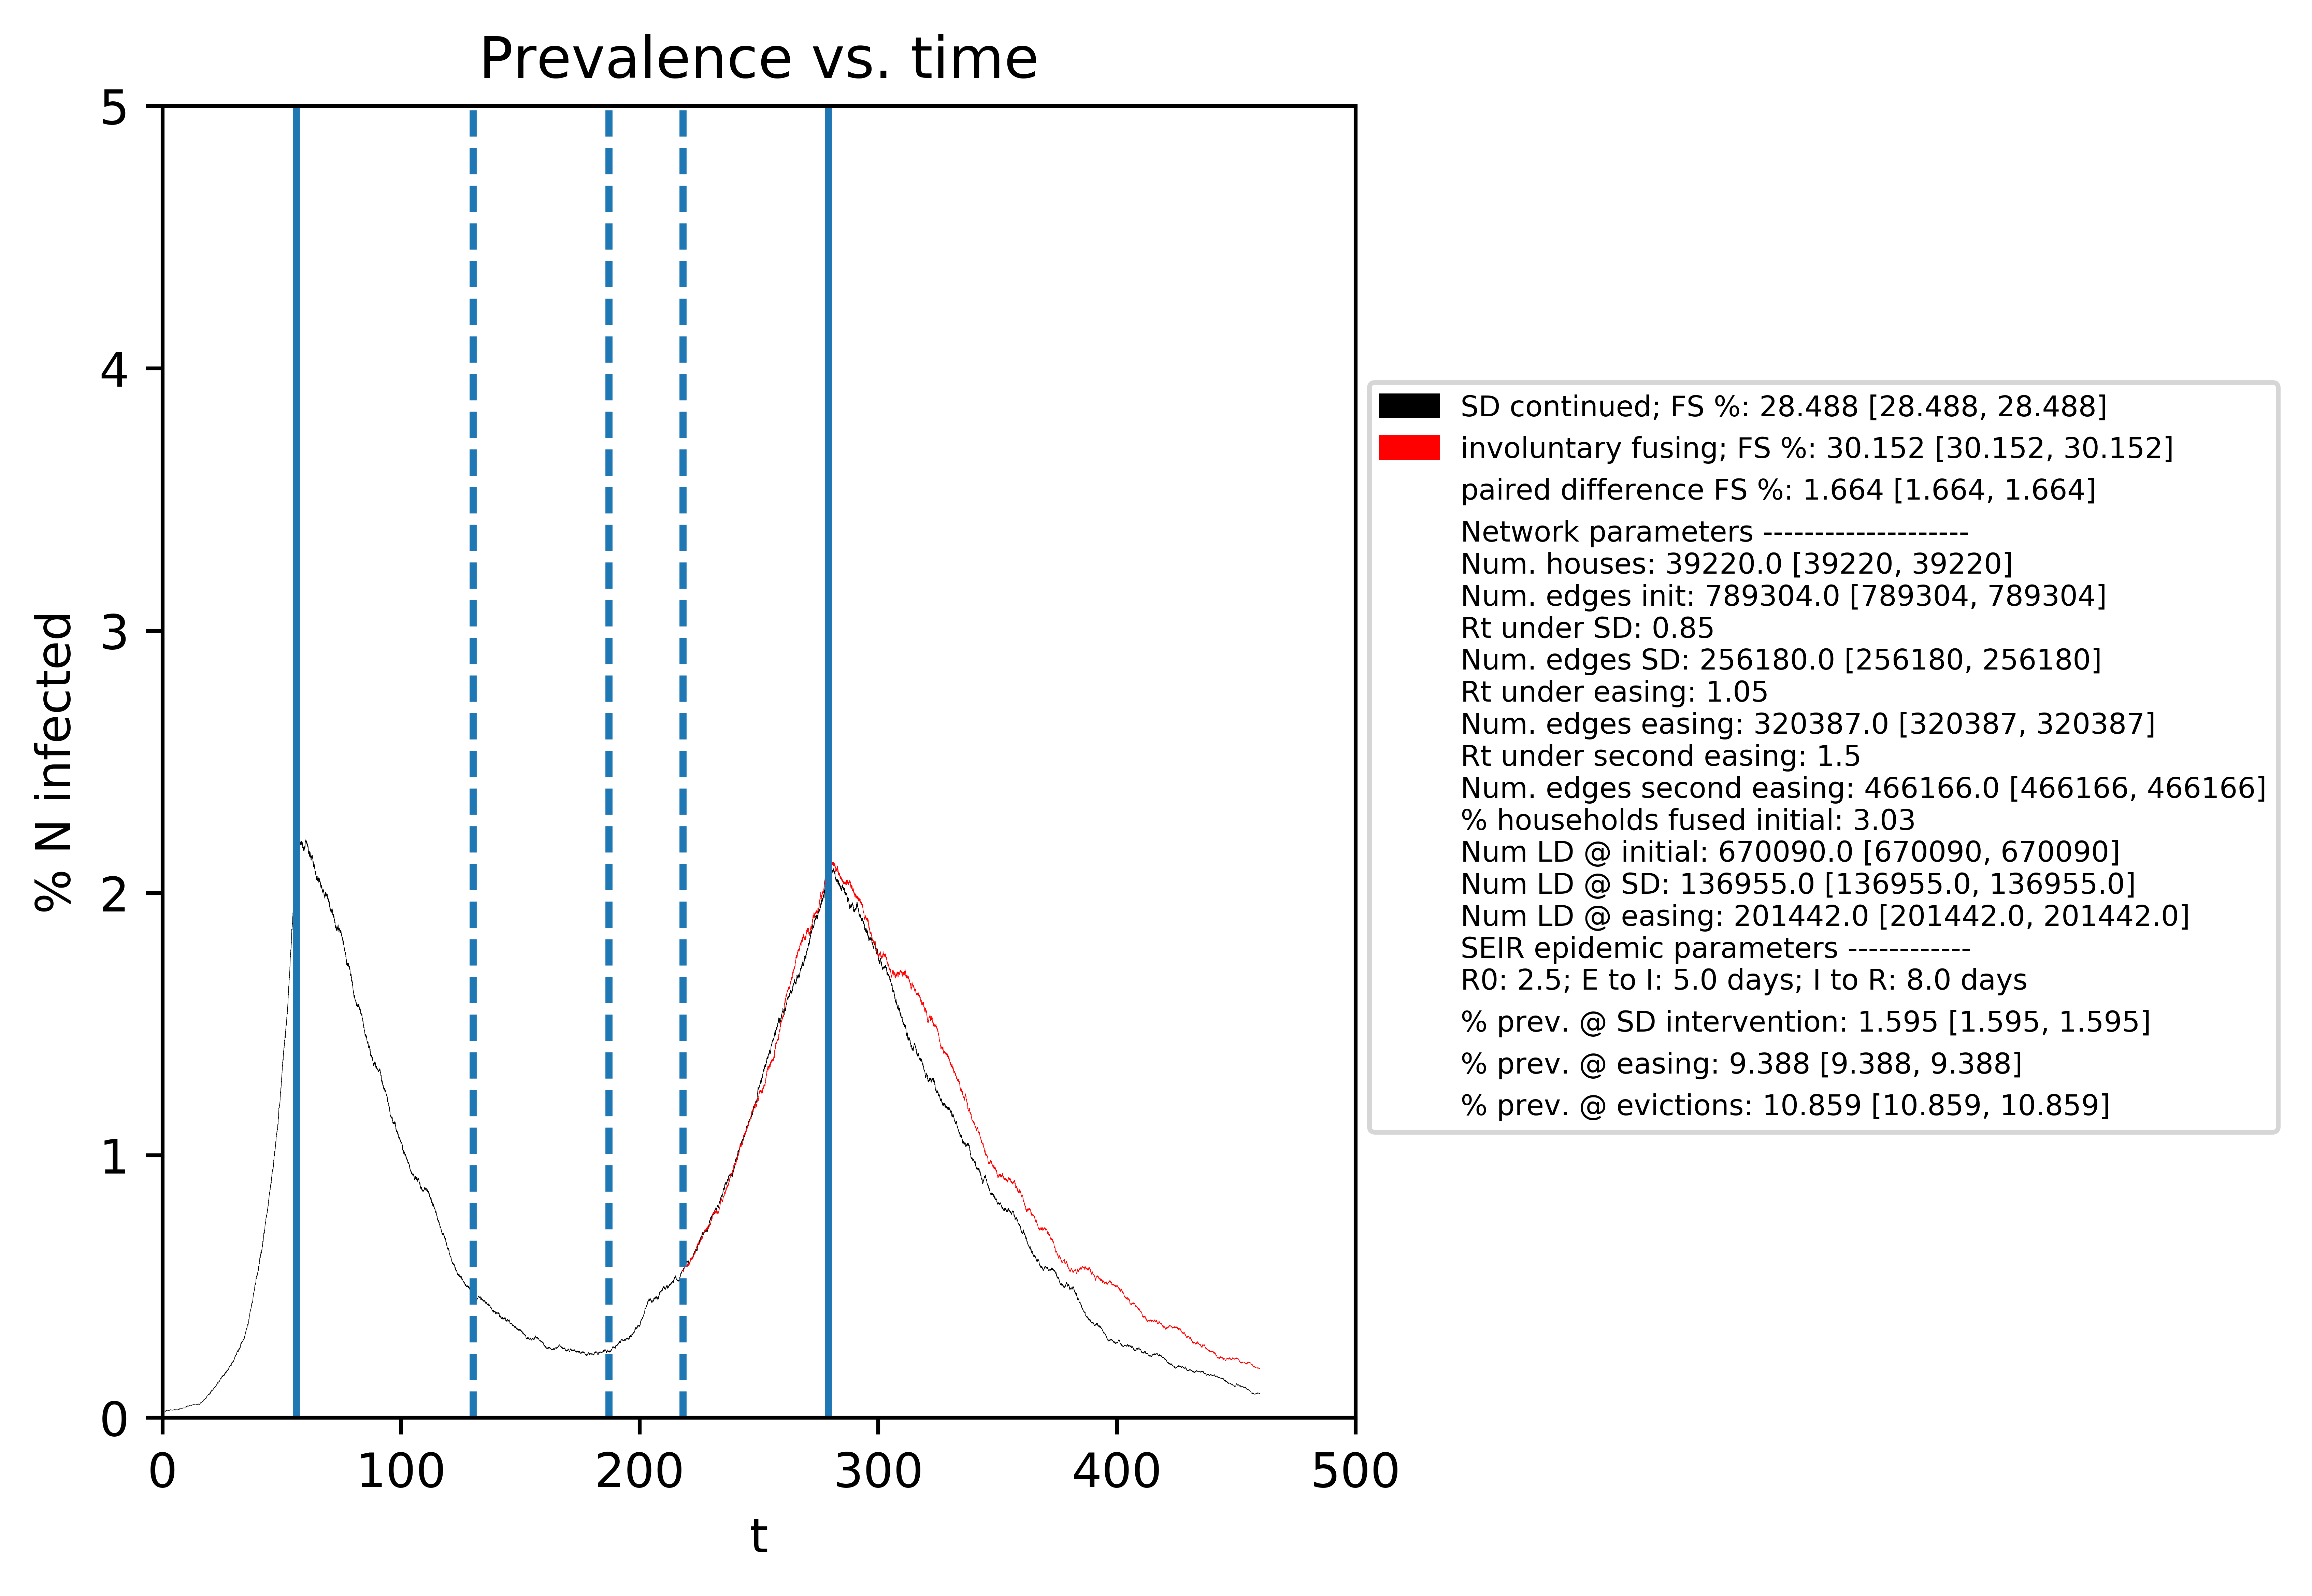 Prevalence vs. time
5
4
3
2
1
0
% N infected
0 100 200 300 400 500
t
SD continued; FS %: 28.488 [28.488, 28.488]
involuntary fusing; FS %: 30.152 [30.152, 30.152]
paired difference FS %: 1.664 [1.664, 1.664]
Network parameters --------------------
Num. houses: 39220.0 [39220, 39220]
Num. edges init: 789304.0 [789304, 789304]
Rt under SD: 0.85
Num. edges SD: 256180.0 [256180, 256180]
Rt under easing: 1.05
Num. edges easing: 320387.0 [320387, 320387]
Rt under second easing: 1.5
Num. edges second easing: 466166.0 [466166, 466166]
% households fused initial: 3.03
Num LD @ initial: 670090.0 [670090, 670090]
Num LD @ SD: 136955.0 [136955.0, 136955.0]
Num LD @ easing: 201442.0 [201442.0, 201442.0]
SEIR epidemic parameters ------------
R0: 2.5; E to I: 5.0 days; I to R: 8.0 days
% prev. @ SD intervention: 1.595 [1.595, 1.595]
% prev. @ easing: 9.388 [9.388, 9.388]
% prev. @ evictions: 10.859 [10.859, 10.859]